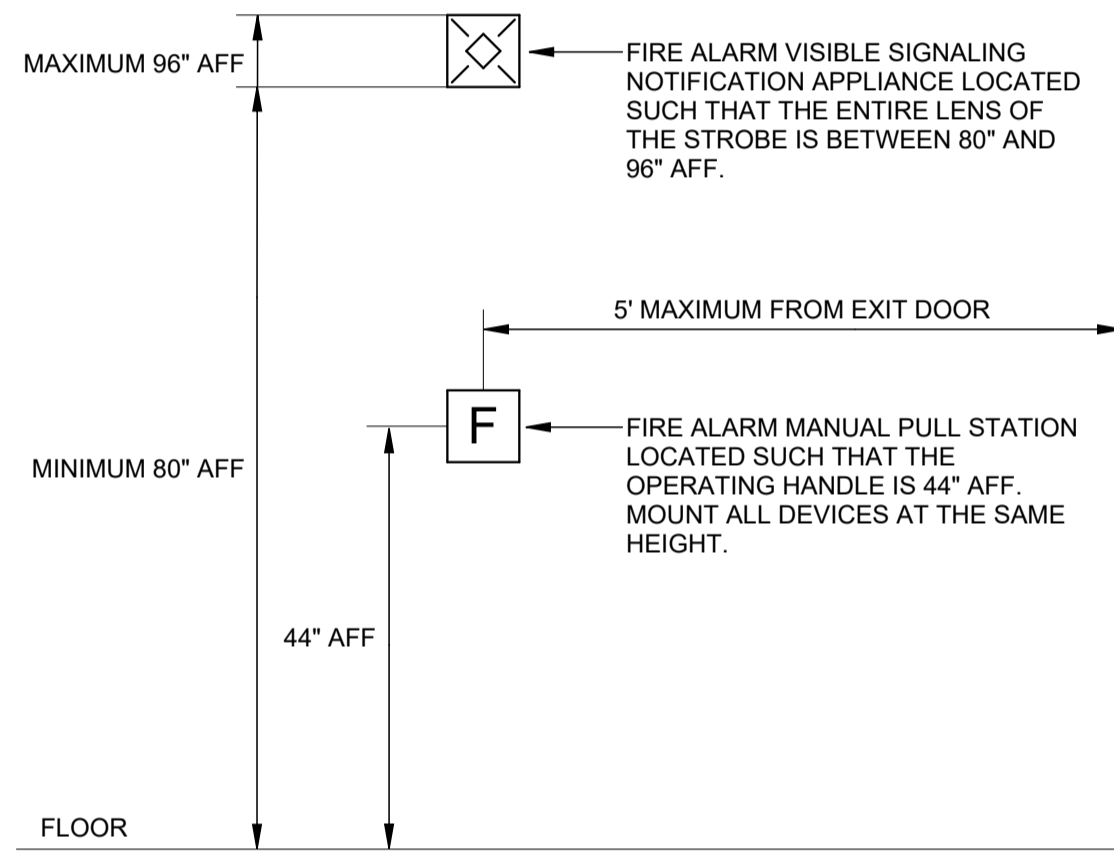 MAXIMUM 96" AFF
FIRE ALARM VISIBLE SIGNALING
NOTIFICATION APPLIANCE LOCATED
SUCH THAT THE ENTIRE LENS OF
THE STROBE IS BETWEEN 80" AND
96" AFF.
5' MAXIMUM FROM EXIT DOOR
F
FIRE ALARM MANUAL PULL STATION
LOCATED SUCH THAT THE
OPERATING HANDLE IS 44" AFF.
MOUNT ALL DEVICES AT THE SAME
HEIGHT.
MINIMUM 80" AFF
44" AFF
FLOOR